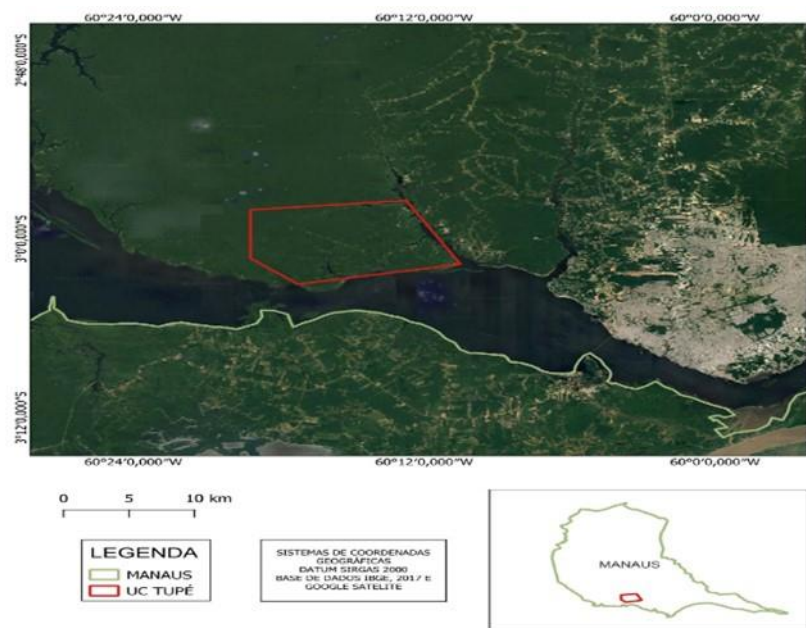 60°24'0,000"W 60°12'0,000"W 60°0'0,000"W
2°48'0,000"S
3°0'0,000"S
3°12'0,000"S
60°24'0,000"W 60°12'0,000"W 60°0'0,000"W
0 5 10 km
LEGENDA
MANAUS
UC TUPÉ
SISTEMAS DE COORDENADAS
GEOGRÁFICAS
DATUM SIRGAS 2000
BASE DE DADOS IBGE, 2017 E
GOOGLE SATELITE
MANAUS